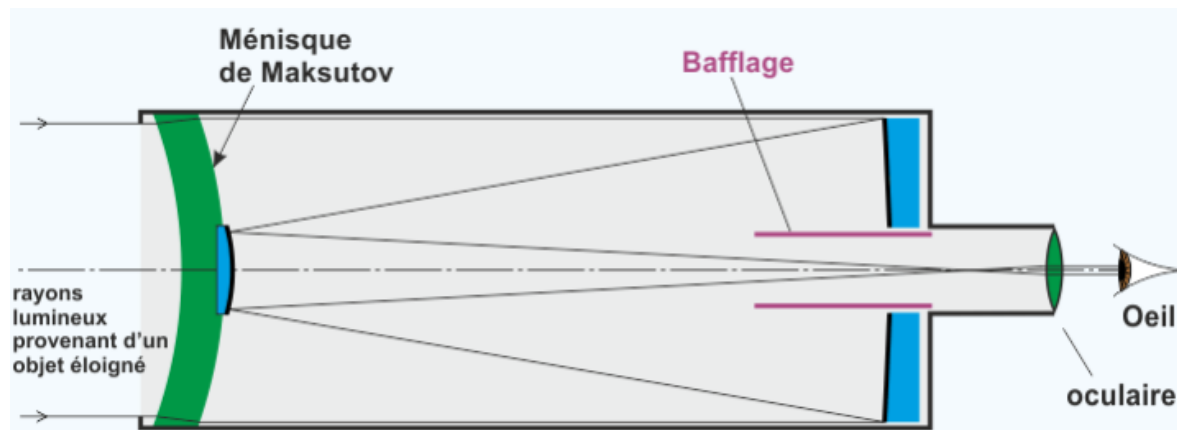 Ménisque
de Maksutov
Bafflage
rayons
lumineux
provenant d'un
objet éloigné
Oeil
oculaire